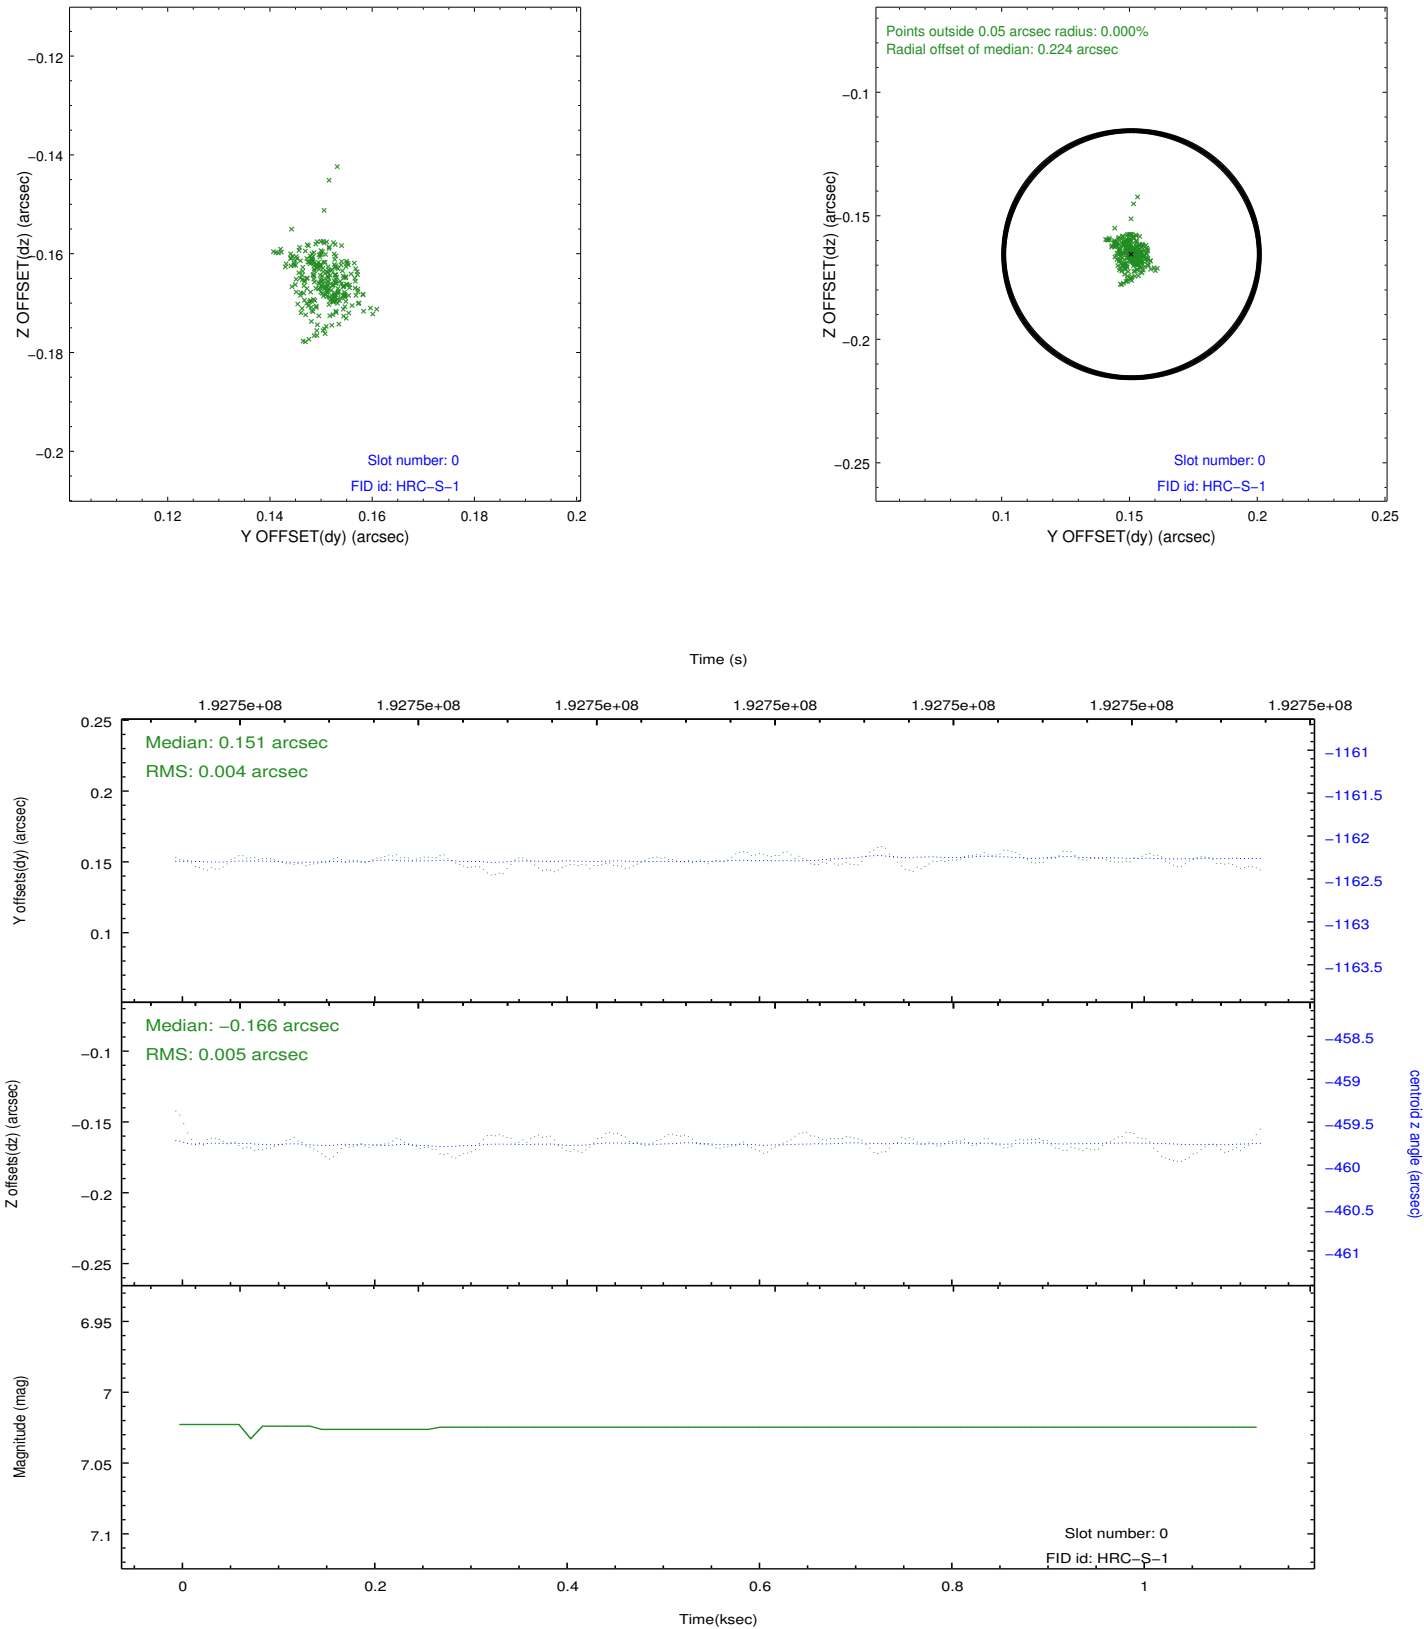 −0.12
−0.14
−0.16
−0.18
−0.2
Z OFFSET(dz) (arcsec)
Slot number: 0
FID id: HRC−S−1
0.12 0.14 0.16 0.18 0.2
Y OFFSET(dy) (arcsec)
Points outside 0.05 arcsec radius: 0.000%
Radial offset of median: 0.224 arcsec
−0.1
−0.15
−0.2
−0.25
Z OFFSET(dz) (arcsec)
Slot number: 0
FID id: HRC−S−1
0.1 0.15 0.2 0.25
Y OFFSET(dy) (arcsec)
Time (s)
1.9275e+08 1.9275e+08 1.9275e+08 1.9275e+08 1.9275e+08 1.9275e+08 1.9275e+08
Median: 0.151 arcsec
RMS: 0.004 arcsec
0.25
0.2
0.15
0.1
Y offsets(dy) (arcsec)
−1161
−1161.5
−1162
−1162.5
−1163
−1163.5
Median: −0.166 arcsec
RMS: 0.005 arcsec
−0.1
−0.15
−0.2
−0.25
Z offsets(dz) (arcsec)
−458.5
−459
−459.5
−460
−460.5
−461
centroid z angle (arcsec)
6.95
7
7.05
7.1
Magnitude (mag)
Slot number: 0
FID id: HRC−S−1
0 0.2 0.4 0.6 0.8 1
Time(ksec)